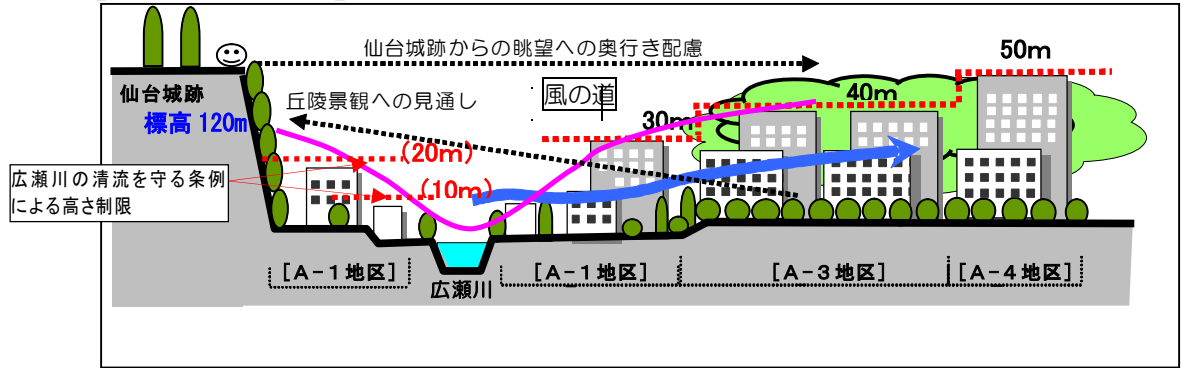 仙台城跡からの眺望への奥行き配慮
50m
仙台城跡
標高 120m
丘陵景観への見通し
風の道
40m
30m
(20m)
広瀬川の清流を守る条例
による高さ制限
(10m)
[A-1 地区]
広瀬川
[A-1 地区]
[A-3 地区]
[A-4 地区]